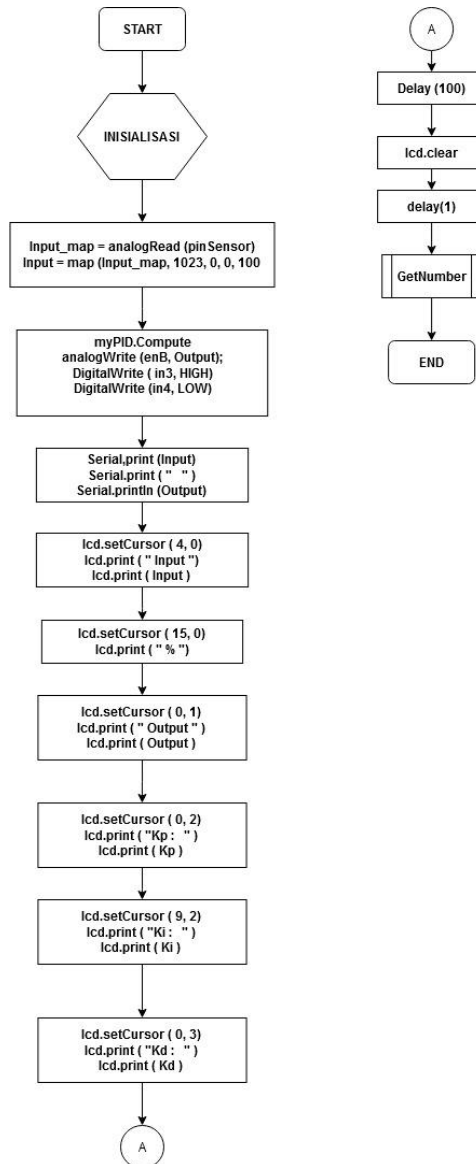 START
INISIALISASI
Input_map = analogRead (pinSensor)
Input = map (Input_map, 1023, 0, 0, 100
myPID.Compute
analogWrite (enB, Output);
DigitalWrite ( in3, HIGH)
DigitalWrite (in4, LOW)
Serial,print (Input)
Serial.print ( "   " )
Serial.println (Output)
lcd.setCursor ( 4, 0)
lcd.print ( " Input ")
lcd.print ( Input )
lcd.setCursor ( 15, 0)
lcd.print ( " % ")
lcd.setCursor ( 0, 1)
lcd.print ( " Output " )
lcd.print ( Output )
lcd.setCursor ( 0, 2)
lcd.print ( "Kp :   " )
lcd.print ( Kp )
lcd.setCursor ( 9, 2)
lcd.print ( "Ki :   ")
lcd.print ( Ki )
lcd.setCursor ( 0, 3)
lcd.print ( "Kd :   " )
lcd.print ( Kd )
A
A
Delay (100)
lcd.clear
delay(1)
GetNumber
END